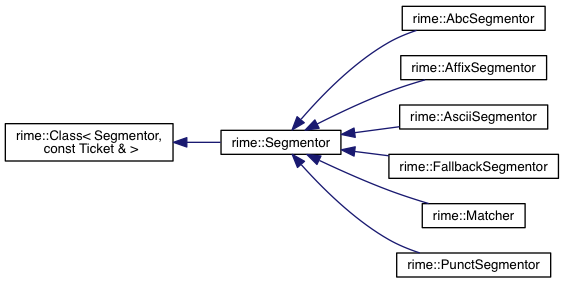 rime::Class< Segmentor,
const Ticket & >
rime::Segmentor
rime::AbcSegmentor
rime::AffixSegmentor
rime::AsciiSegmentor
rime::FallbackSegmentor
rime::Matcher
rime::PunctSegmentor